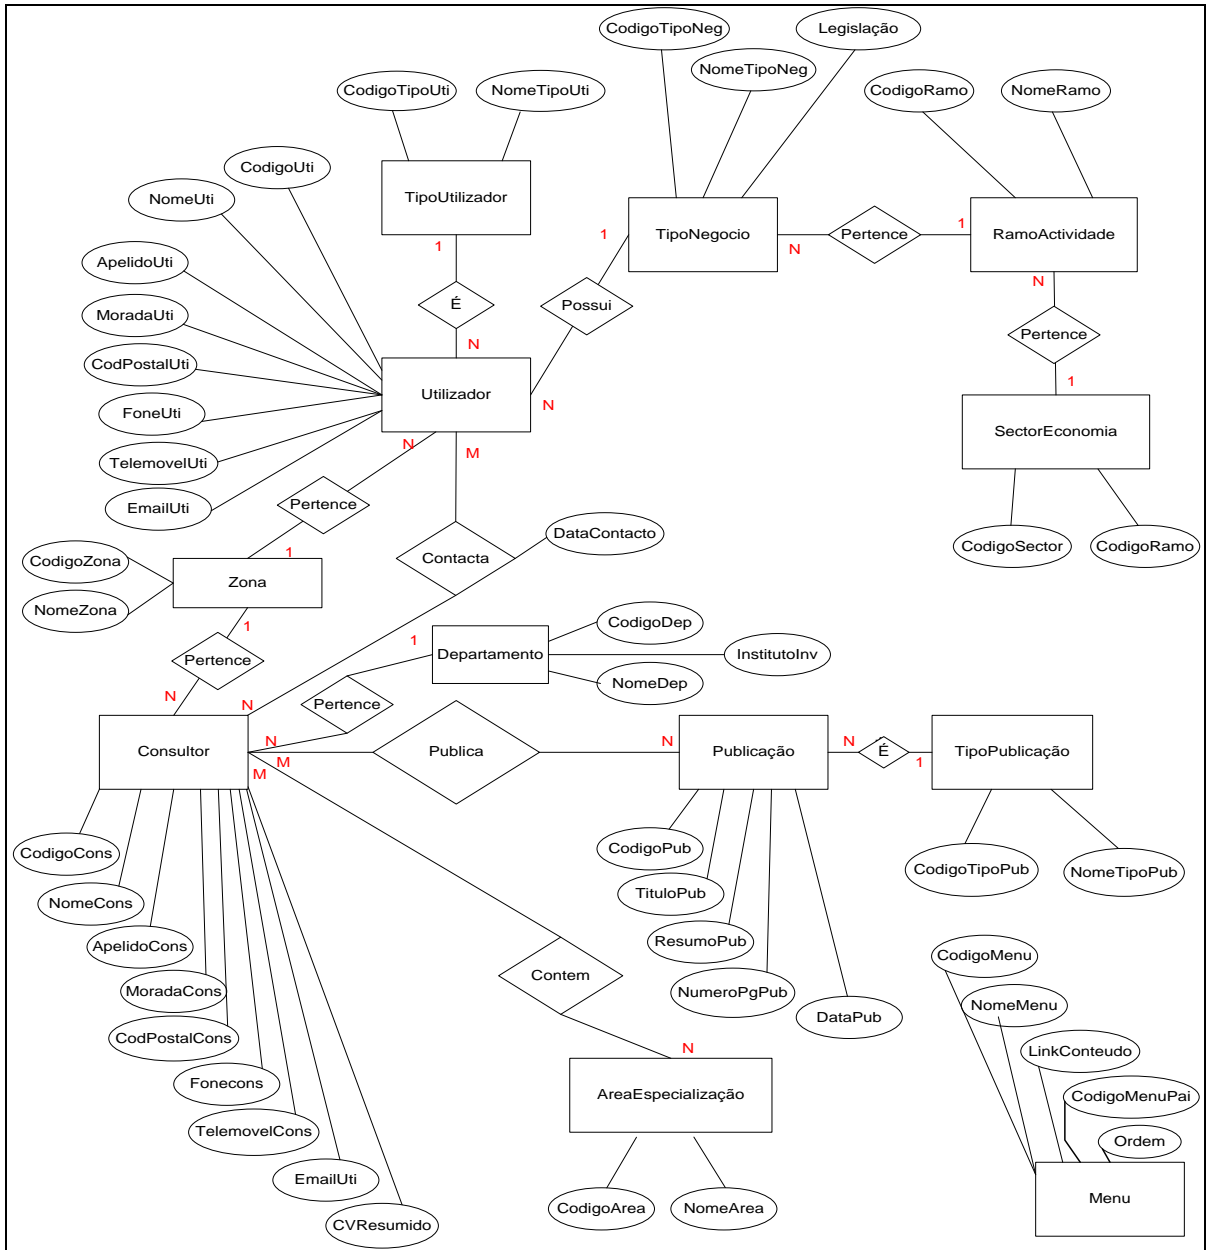 CodigoTipoNeg
Legislação
NomeTipoNeg
CodigoTipoUti
NomeTipoUti
CodigoRamo
NomeRamo
CodigoUti
NomeUti
TipoUtilizador
TipoNegocio
Pertence
RamoActividade
1
1
N
1
ApelidoUti
N
MoradaUti
É
Possui
Pertence
CodPostalUti
N
1
Utilizador
N
FoneUti
SectorEconomia
N
M
TelemovelUti
EmailUti
Pertence
DataContacto
CodigoSector
CodigoRamo
1
Contacta
CodigoZona
Zona
NomeZona
1
1
CodigoDep
Departamento
InstitutoInv
Pertence
NomeDep
N
N
Pertence
N
M
M
Consultor
Publica
N
Publicação
N
É
1
TipoPublicação
CodigoCons
CodigoPub
CodigoTipoPub
NomeTipoPub
NomeCons
TituloPub
ApelidoCons
ResumoPub
CodigoMenu
MoradaCons
Contem
NumeroPgPub
NomeMenu
CodPostalCons
DataPub
LinkConteudo
N
Fonecons
AreaEspecialização
CodigoMenuPai
TelemovelCons
Ordem
EmailUti
CodigoArea
NomeArea
Menu
CVResumido